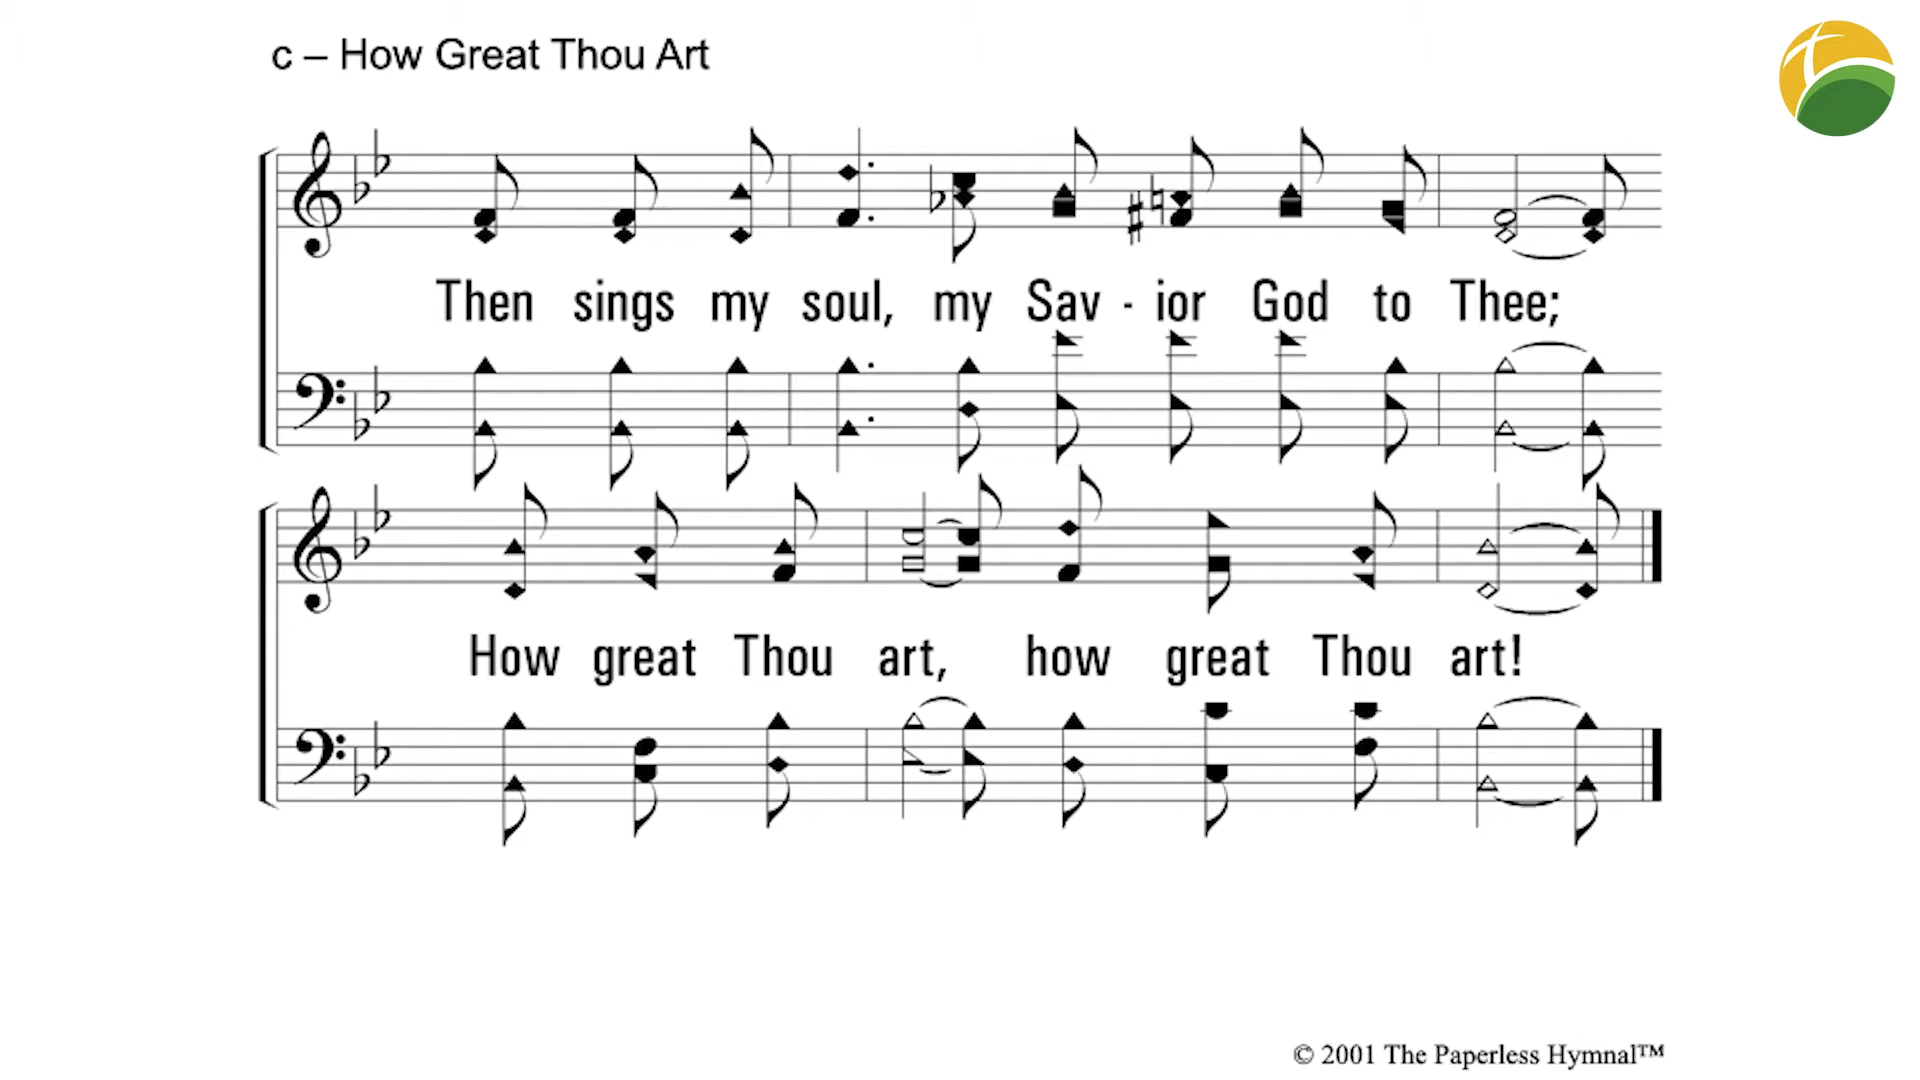 c – How Great Thou Art
Then sings my soul, my Sav - ior God to Thee;
How great Thou art, how great Thou art!
© 2001 The Paperless Hymnal™